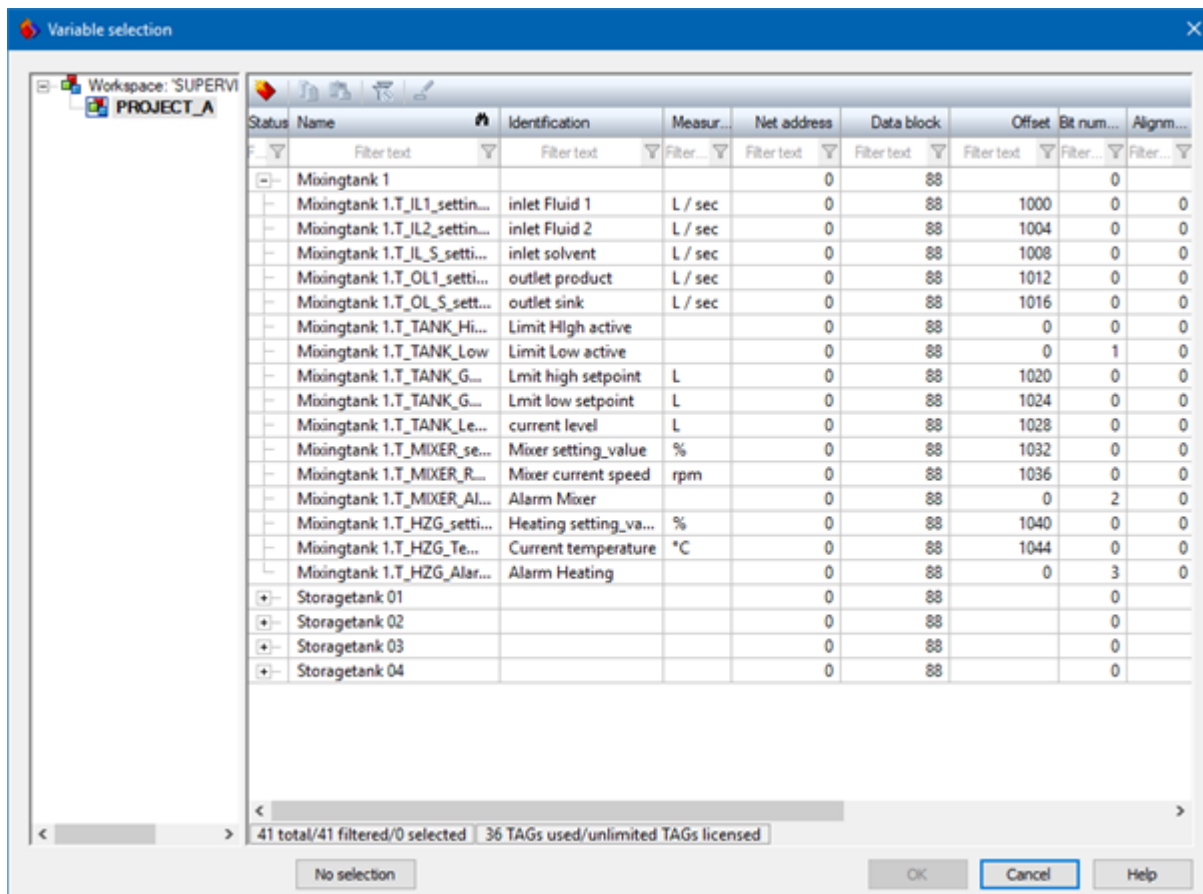 Variable selection
Workspace: 'SUPERVI
PROJECT_A
Status Name Identification Measur... Net address Data block Offset Bit num... Alignm...
F... Filter text Filter text Filter... Filter text Filter text Filter text Filter... Filter...
Mixingtank 1 0 88 0
Mixingtank 1.T_IL1_settin... inlet Fluid 1 L / sec 0 88 1000 0 0
Mixingtank 1.T_IL2_settin... inlet Fluid 2 L / sec 0 88 1004 0 0
Mixingtank 1.T_IL_S_setti... inlet solvent L / sec 0 88 1008 0 0
Mixingtank 1.T_OL1_setti... outlet product L / sec 0 88 1012 0 0
Mixingtank 1.T_OL_S_sett... outlet sink L / sec 0 88 1016 0 0
Mixingtank 1.T_TANK_Hi... Limit HIgh active 0 88 0 0 0
Mixingtank 1.T_TANK_Low Limit Low active 0 88 0 1 0
Mixingtank 1.T_TANK_G... Lmit high setpoint L 0 88 1020 0 0
Mixingtank 1.T_TANK_G... Lmit low setpoint L 0 88 1024 0 0
Mixingtank 1.T_TANK_Le... current level L 0 88 1028 0 0
Mixingtank 1.T_MIXER_se... Mixer setting_value % 0 88 1032 0 0
Mixingtank 1.T_MIXER_R... Mixer current speed rpm 0 88 1036 0 0
Mixingtank 1.T_MIXER_Al... Alarm Mixer 0 88 0 2 0
Mixingtank 1.T_HZG_setti... Heating setting_va... % 0 88 1040 0 0
Mixingtank 1.T_HZG_Te... Current temperature °C 0 88 1044 0 0
Mixingtank 1.T_HZG_Alar... Alarm Heating 0 88 0 3 0
Storagetank 01 0 88 0
Storagetank 02 0 88 0
Storagetank 03 0 88 0
Storagetank 04 0 88 0
41 total/41 filtered/0 selected 36 TAGs used/unlimited TAGs licensed
No selection OK Cancel Help